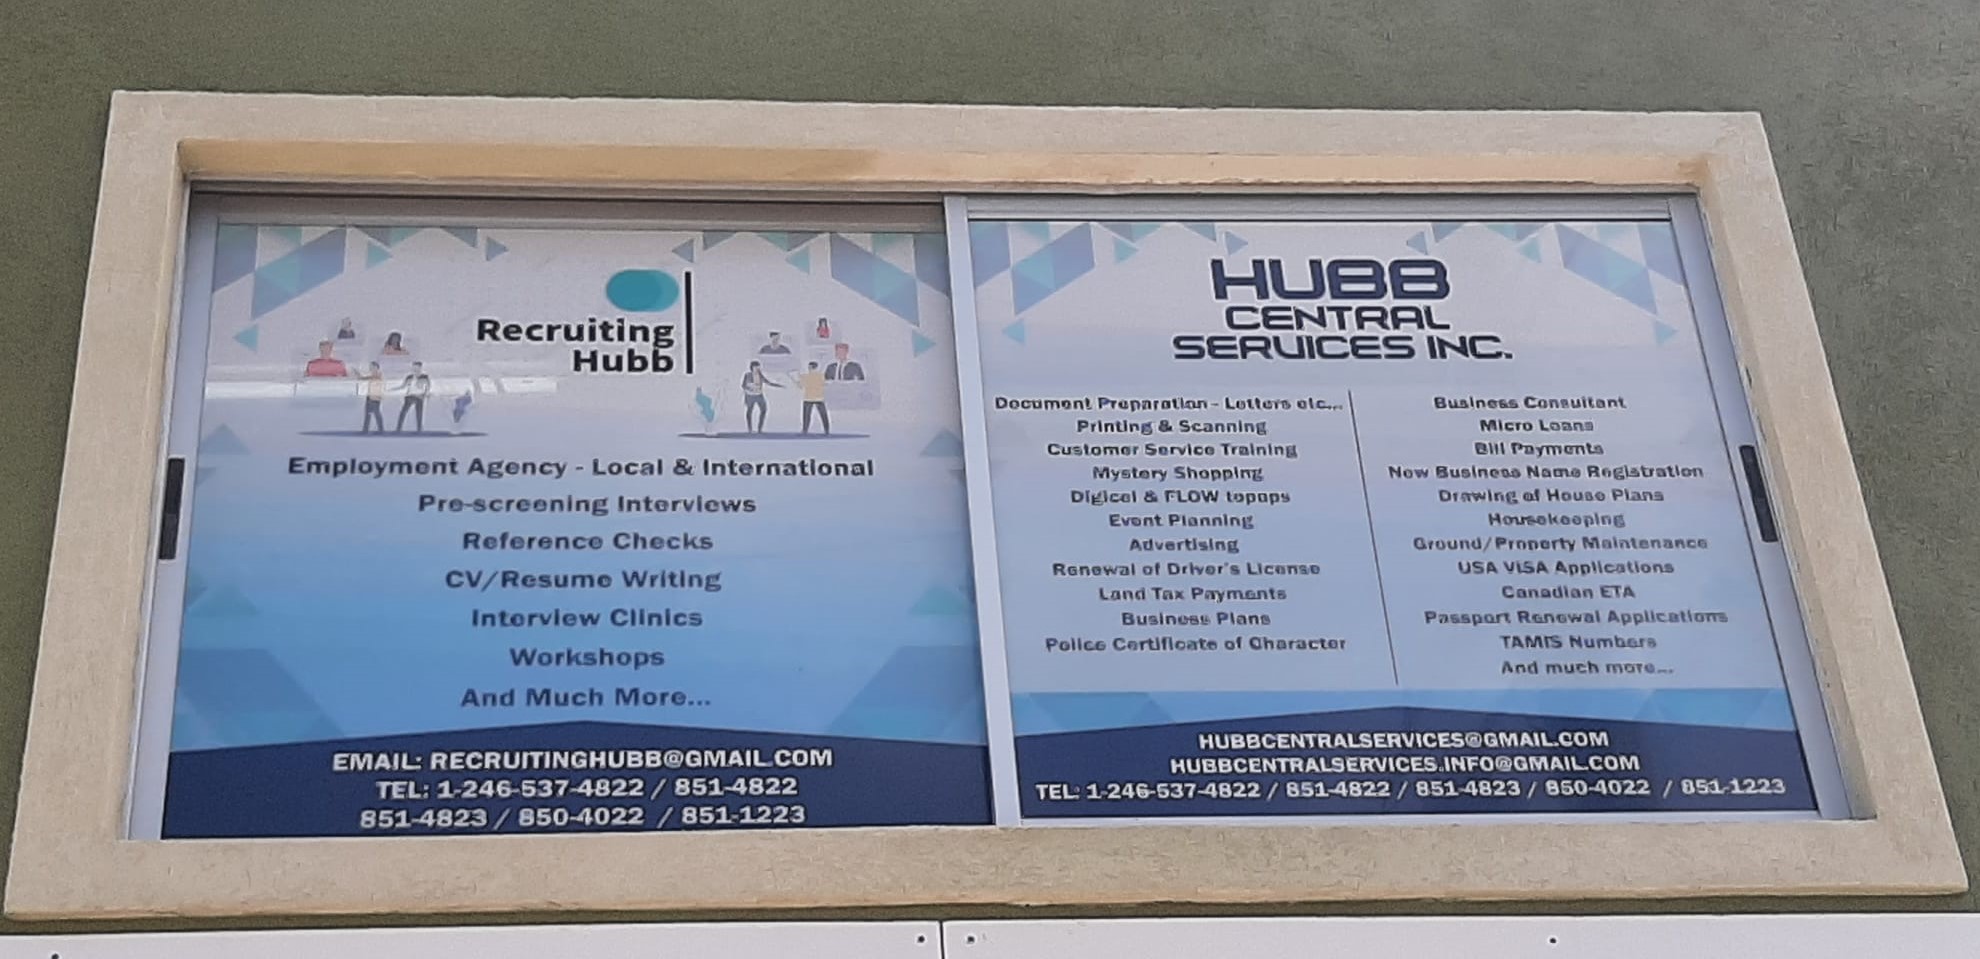 Recruiting
Hubb
Employment Agency - Local & International
Pre-screening Interviews
Reference Checks
CV/Resume Writing
Interview Clinics
Workshops
And Much More...
EMAIL: RECRUITINGHUBB@GMAIL.COM
TEL: 1-246-537-4822 / 851-4822
851-4823 / 850-4022 / 851-1223
HUBB
CENTRAL
SERVICES INC.
Document Preparation - Letters etc...
Printing & Scanning
Customer Service Training
Mystery Shopping
Digicel & FLOW topups
Event Planning
Advertising
Renewal of Driver's License
Land Tax Payments
Business Plans
Police Certificate of Character
Business Consultant
Micro Loans
Bill Payments
New Business Name Registration
Drawing of House Plans
Housekeeping
Ground/Property Maintenance
USA VISA Applications
Canadian ETA
Passport Renewal Applications
TAMIS Numbers
And much more...
HUBBCENTRALSERVICES@GMAIL.COM
HUBBCENTRALSERVICES.INFO@GMAIL.COM
TEL: 1-246-537-4822 / 851-4822 / 851-4823 / 850-4022 / 851-1223